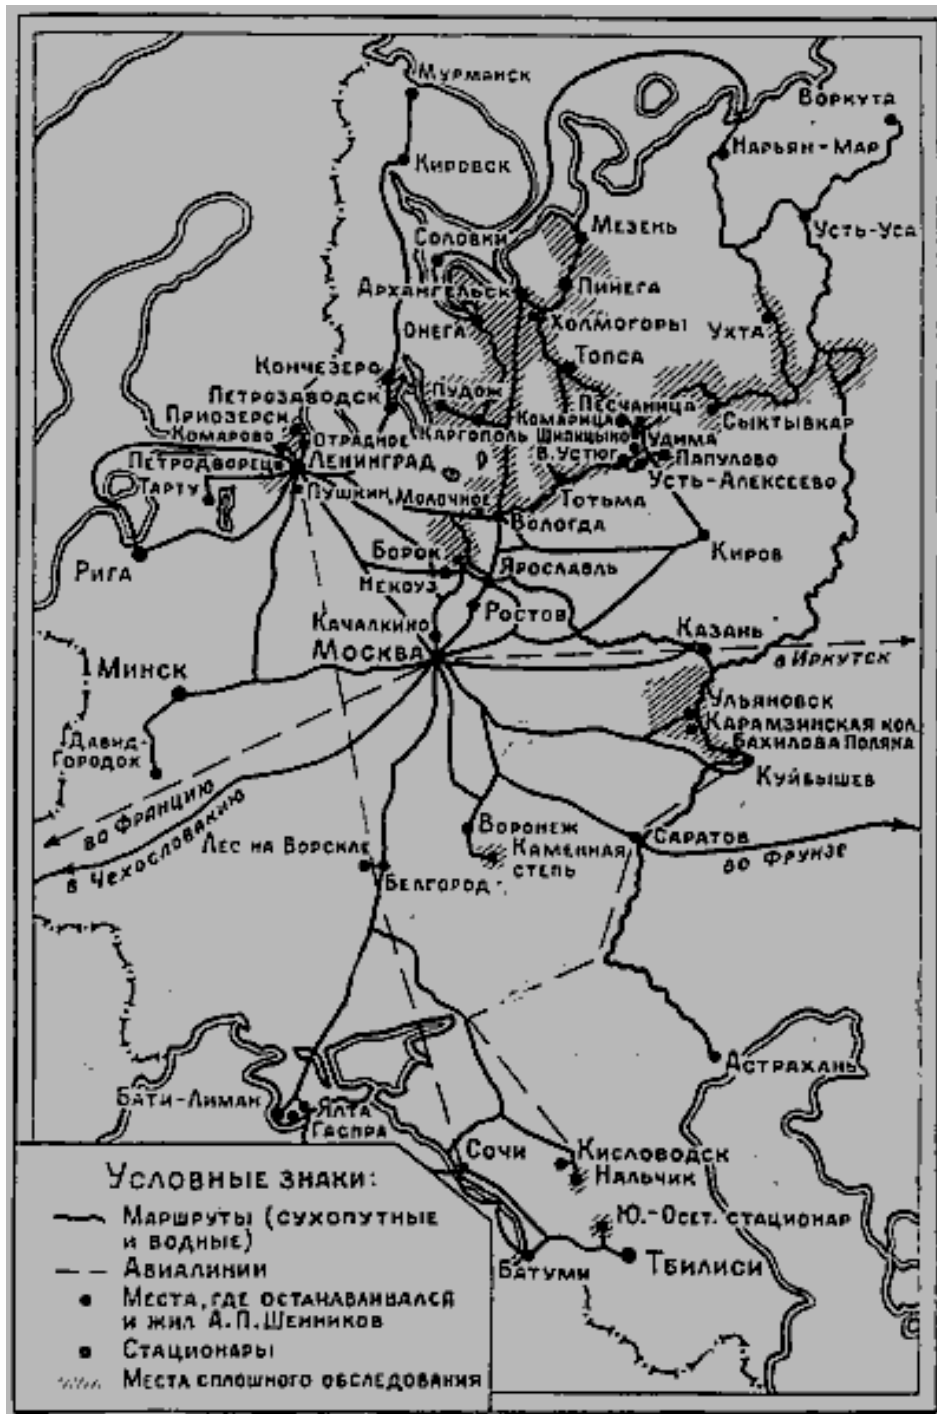 Мурманск
Воркута
Нарьян-Мар
Кировск
Мезень
Усть-Уса
Соловки
Архангельск
Пинега
Онега
Холмогоры
Ухта
Топса
Кончезеро
Петрозаводск
Пудож
Песчаница
Сыктывкар
Приозерск
Комарово
Отрадное
Каргополь
Комарица
Шипицыно
Удима
Петродворец
Ленинград
В. Устюг
Папулово
Тарту
Пушкин
Молочное
Тотьма
Усть-Алексеево
Вологда
Рига
Борок
Некоуз
Ярославль
Киров
Ростов
Качалкино
Москва
Казань
в Иркутск
Минск
Ульяновск
Карамзинская кол.
Бахилова Поляна
Давид-
Городок
Куйбышев
во Францию
в Чехословакию
Воронеж
Лес на Ворскле
Каменная
степь
Саратов
во Фрунзе
Белгород
Астрахань
Бати-Лиман
Ялта
Гаспра
Сочи
Кисловодск
Нальчик
Ю.-Осет. стационар
Батуми
Тбилиси
Условные знаки:
Маршруты (сухопутные
и водные)
Авиалинии
Места, где останавливался
и жил А.П.Шенников
Стационары
Места сплошного обследования